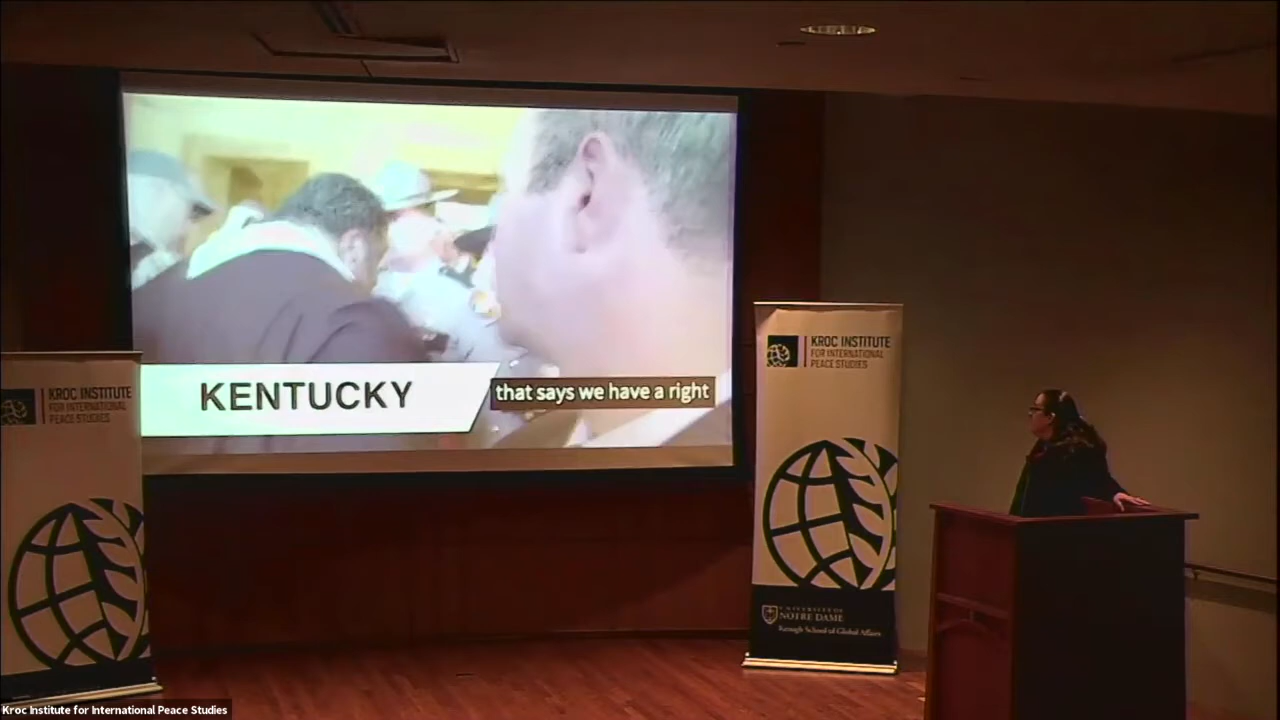 KENTUCKY
that says we have a right
KROC INSTITUTE
FOR INTERNATIONAL
PEACE STUDIES
KROC INSTITUTE
FOR INTERNATIONAL
PEACE STUDIES
UNIVERSITY OF
NOTRE DAME
Keough School of Global Affairs
Kroc Institute for International Peace Studies